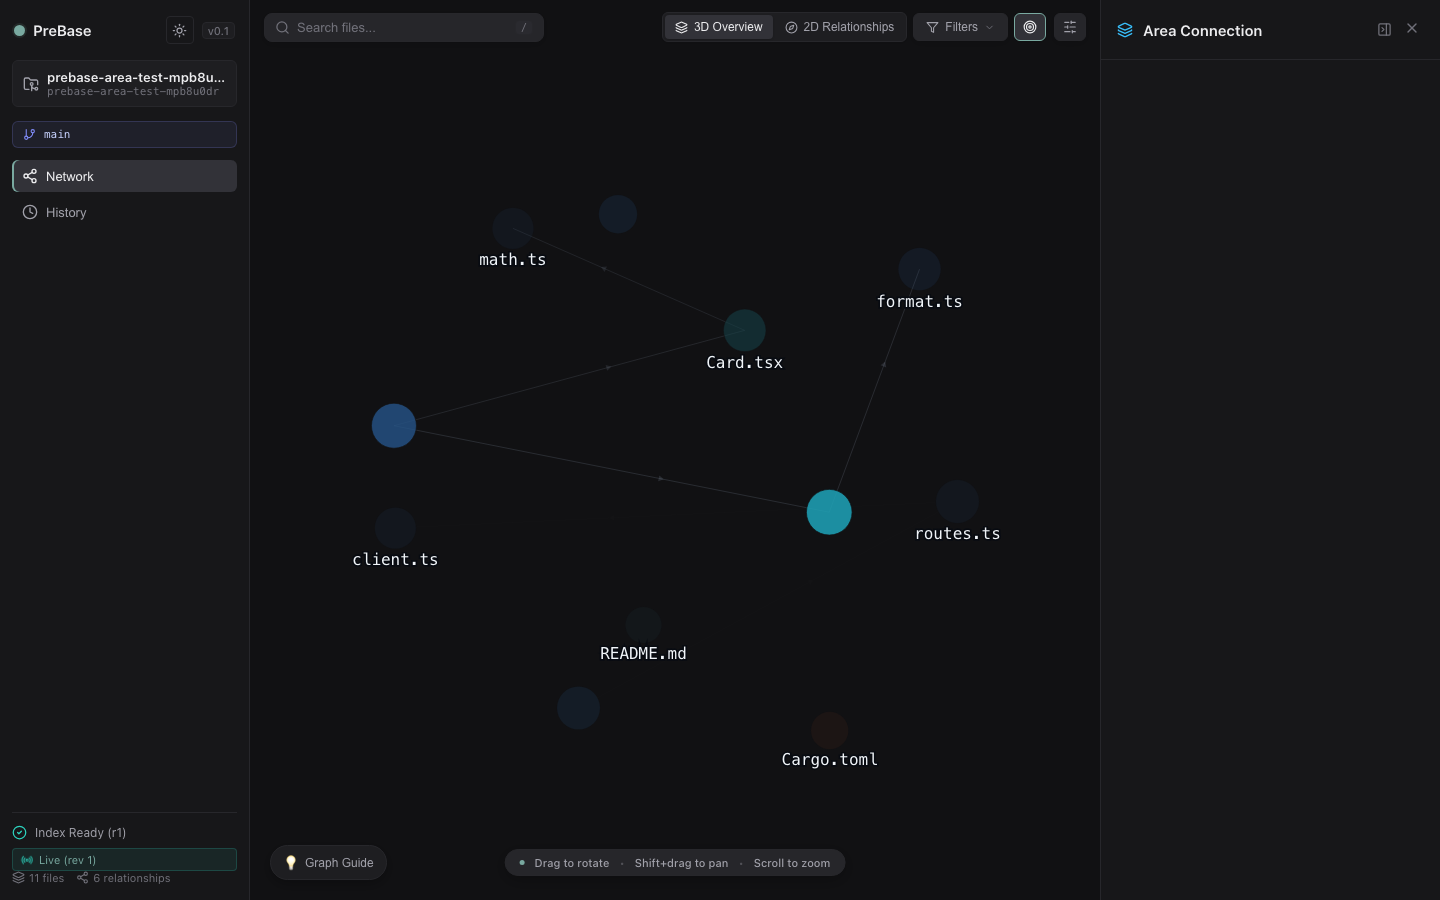 PreBase
v0.1
prebase-area-test-mpb8u...
prebase-area-test-mpb8u0dr
main
Network
History
Index Ready (r1)
Live (rev 1)
11 files
6 relationships
Search files...
/
3D Overview
2D Relationships
Filters
math.ts
format.ts
Card.tsx
client.ts
routes.ts
README.md
Cargo.toml
Graph Guide
Drag to rotate · Shift+drag to pan · Scroll to zoom
Area Connection